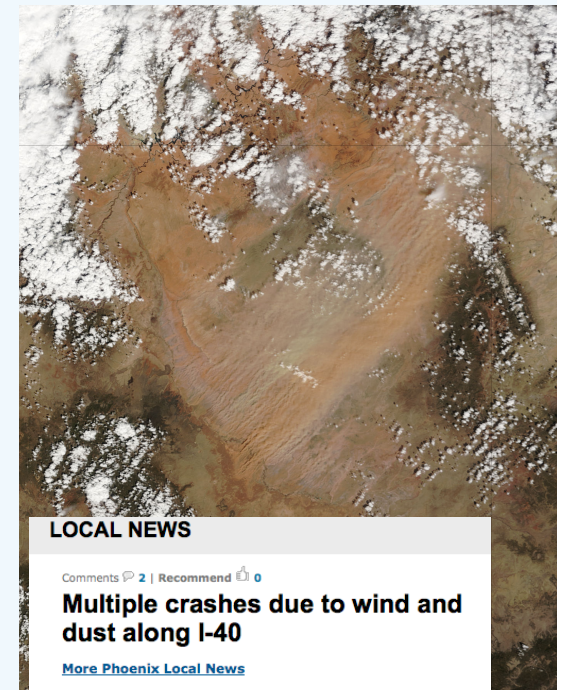 LOCAL NEWS
Comments 2 | Recommend 0
Multiple crashes due to wind and
dust along I-40
More Phoenix Local News